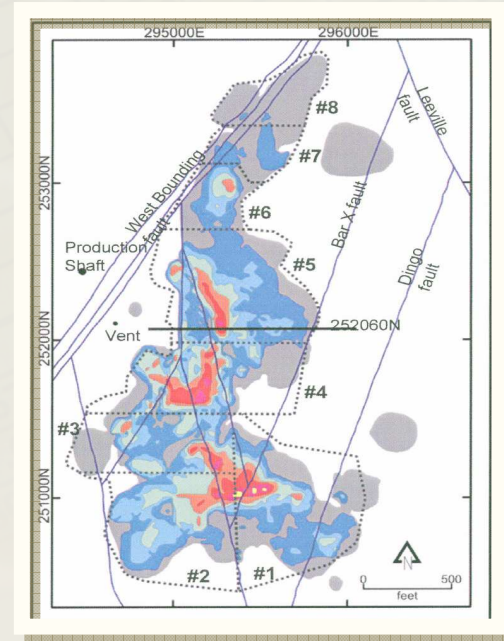 295000E
296000E
#8
Leeville
fault
#7
253000N
West Bounding
fault
#6
Bar X fault
Production
Shaft
#5
Dingo
fault
252060N
Vent
252000N
#4
#3
251000N
#2
#1
N
0
500
feet